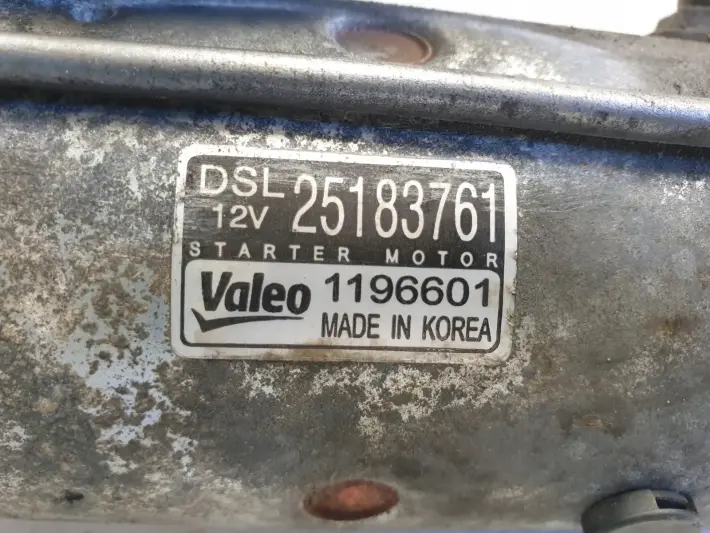 DSL 25183761
12V
STARTER MOTOR
Valeo 1196601
MADE IN KOREA